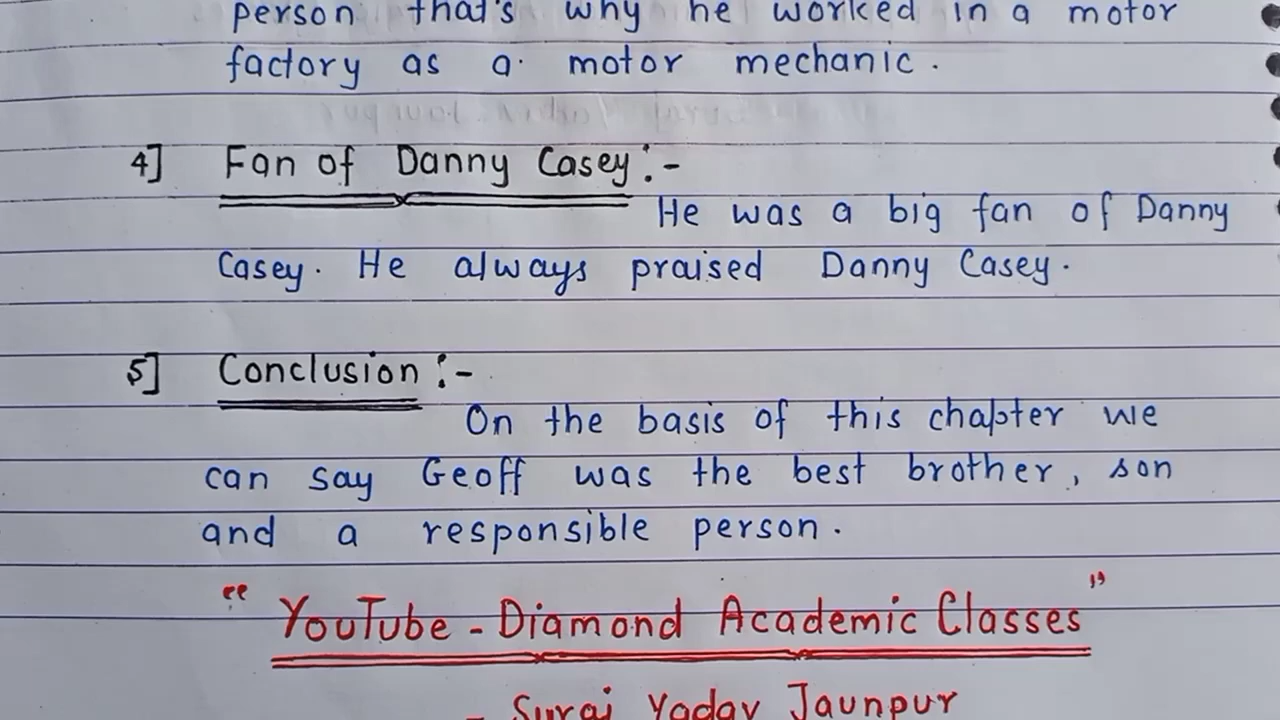 person that's why he worked in a motor
factory as a motor mechanic.
4] Fan of Danny Casey :-
He was a big fan of Danny
Casey. He always praised Danny Casey.
5] Conclusion :-
On the basis of this chapter we
can say Geoff was the best brother, son
and a responsible person.
"YouTube - Diamond Academic Classes"
- Suraj Yadav Jaunpur